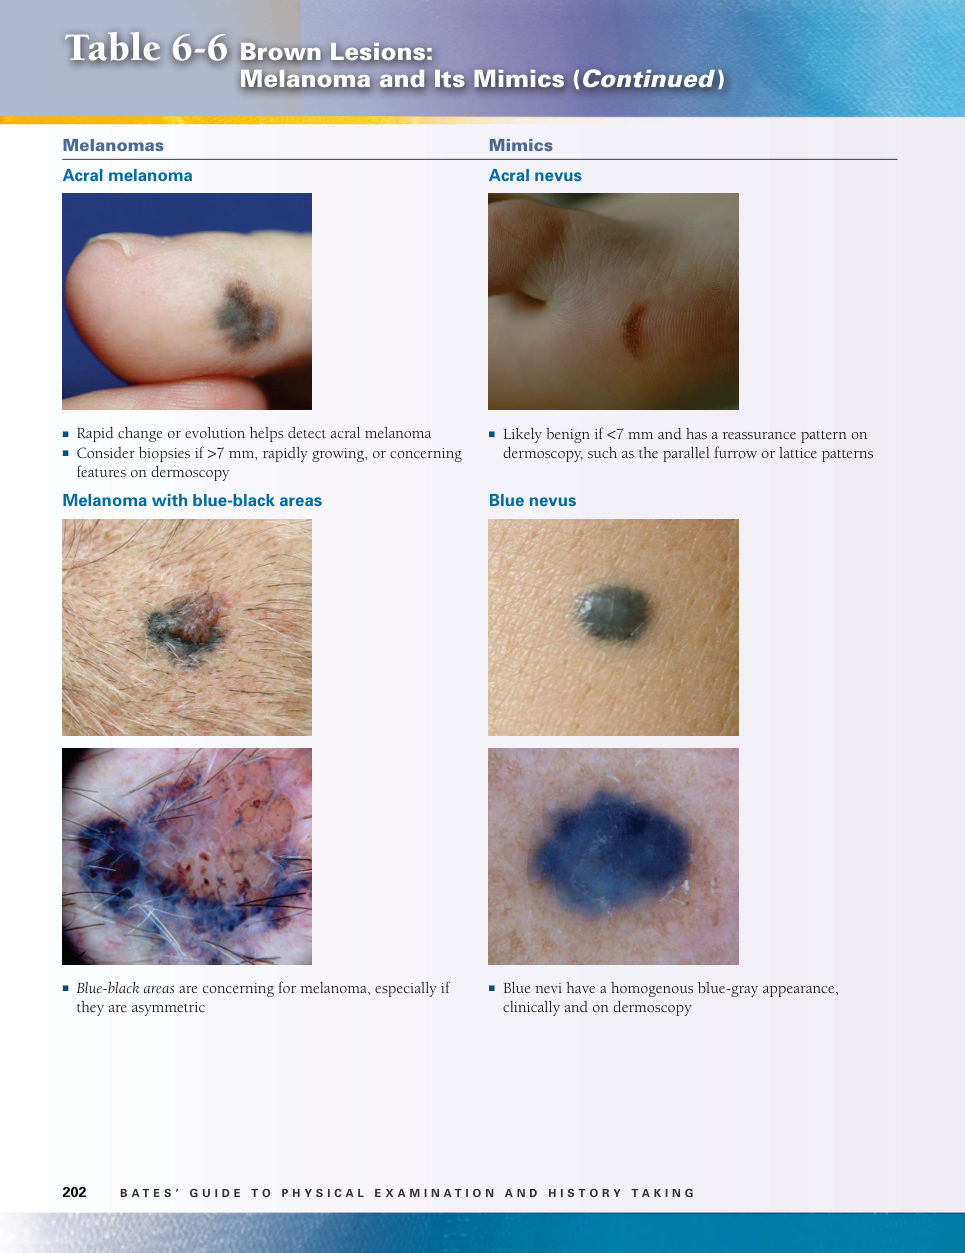 Table 6-6 Brown Lesions:
Melanoma and Its Mimics (Continued)
Melanomas
Mimics
Acral melanoma
Acral nevus
■ Rapid change or evolution helps detect acral melanoma
■ Consider biopsies if >7 mm, rapidly growing, or concerning
features on dermoscopy
■ Likely benign if <7 mm and has a reassurance pattern on
dermoscopy, such as the parallel furrow or lattice patterns
Melanoma with blue-black areas
Blue nevus
■ Blue-black areas are concerning for melanoma, especially if
they are asymmetric
■ Blue nevi have a homogenous blue-gray appearance,
clinically and on dermoscopy
202 BATES’ GUIDE TO PHYSICAL EXAMINATION AND HISTORY TAKING